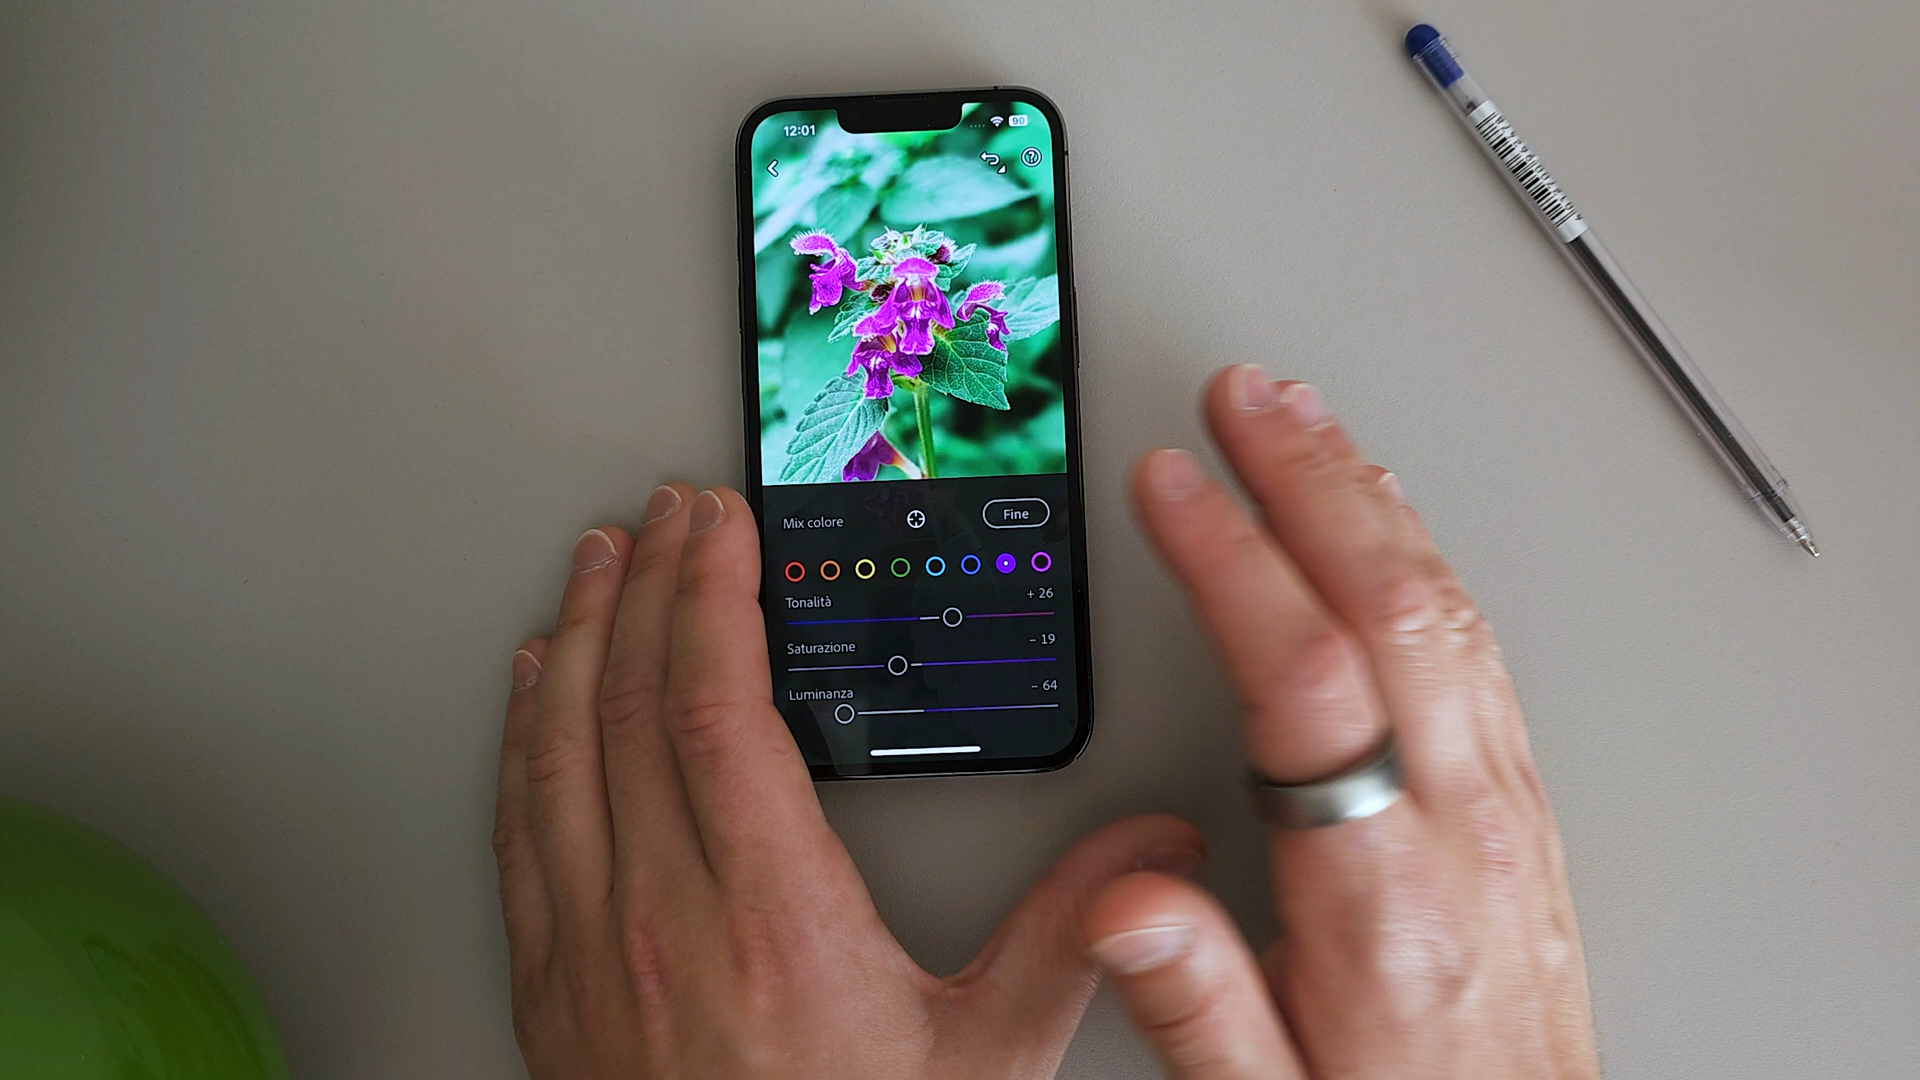 12:01
90
Mix colore
Fine
Tonalità
+ 26
Saturazione
– 19
Luminanza
– 64